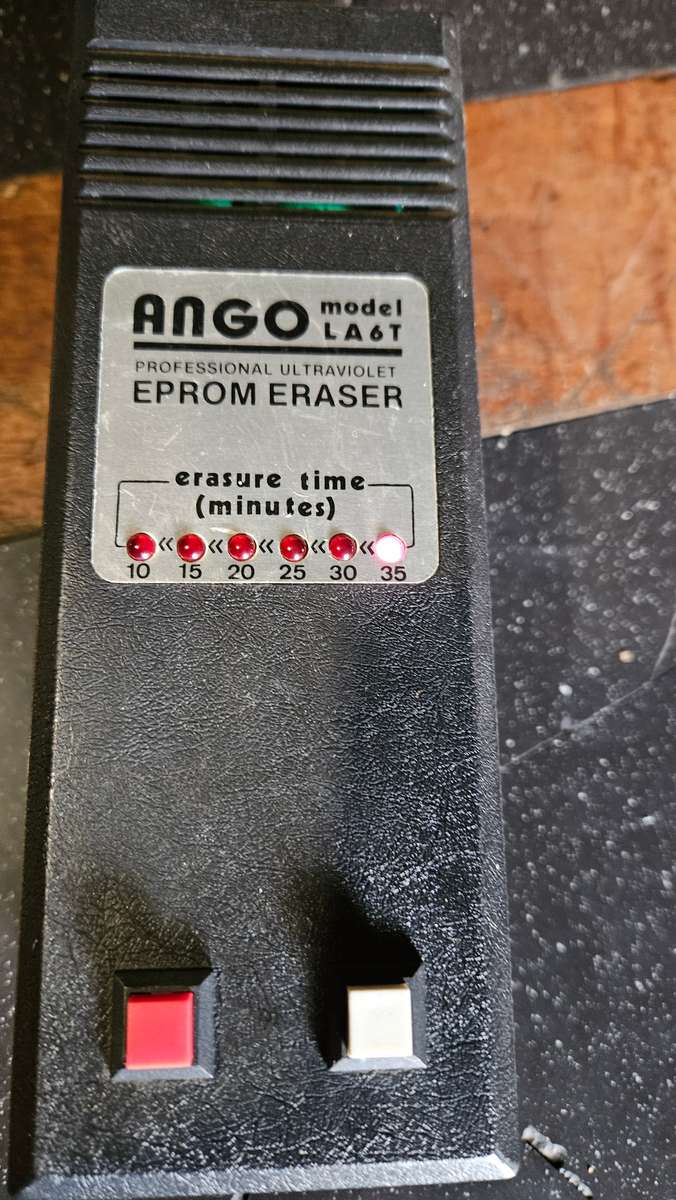 ANGO model
LA6T
PROFESSIONAL ULTRAVIOLET
EPROM ERASER
erasure time
(minutes)
« « « « «
10 15 20 25 30 35